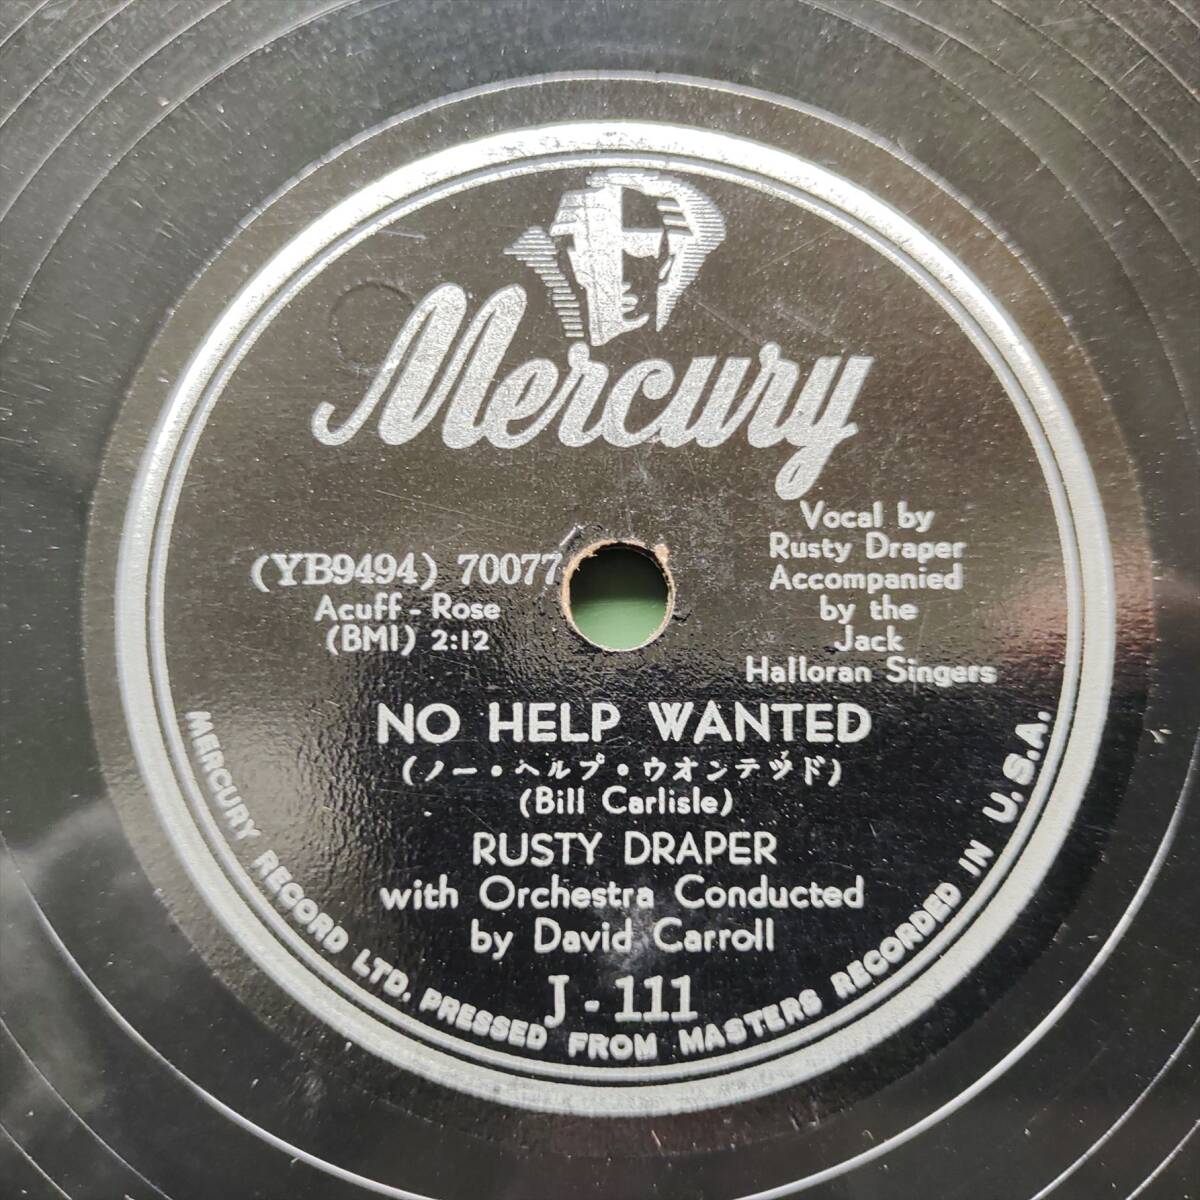 Mercury
(YB9494) 70077
Acuff-Rose
(BMI) 2:12
Vocal by
Rusty Draper
Accompanied
by the
Jack
Halloran Singers
NO HELP WANTED
(ノー・ヘルプ・ウオンテツド)
(Bill Carlisle)
RUSTY DRAPER
with Orchestra Conducted
by David Carroll
J-111
MERCURY RECORD LTD. PRESSED FROM MASTERS RECORDED IN U.S.A.